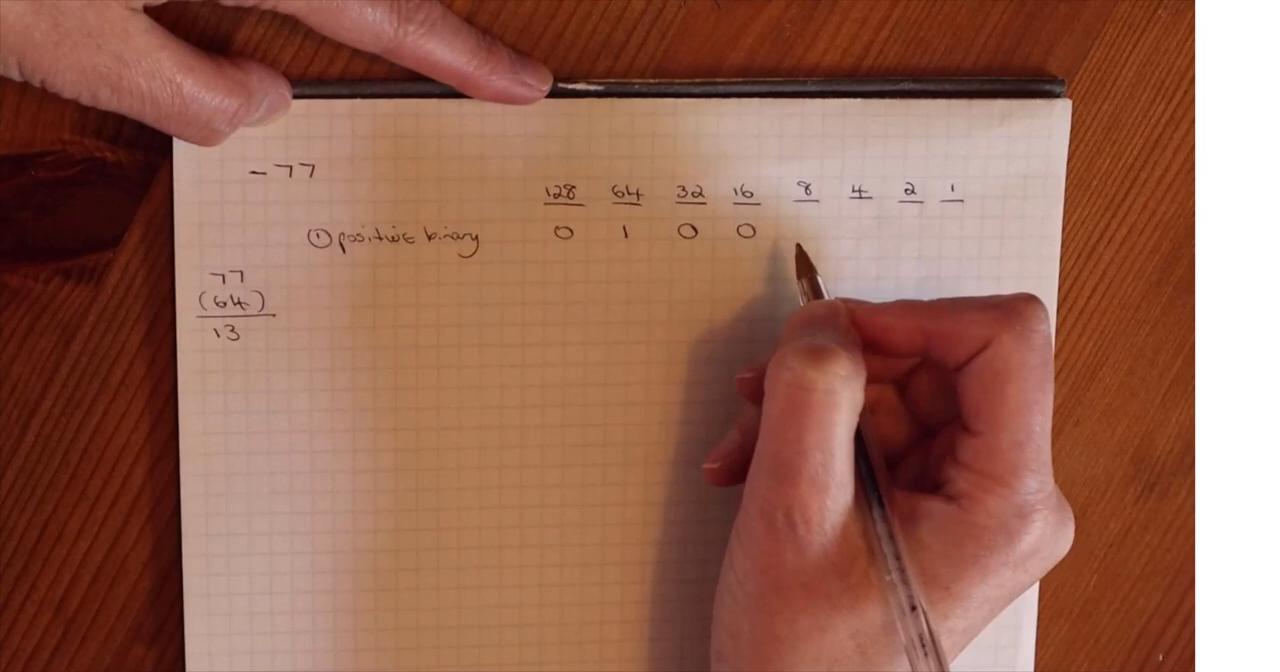 -77
128 64 32 16 8 4 2 1
① positive binary 0 1 0 0
77
(64)
13